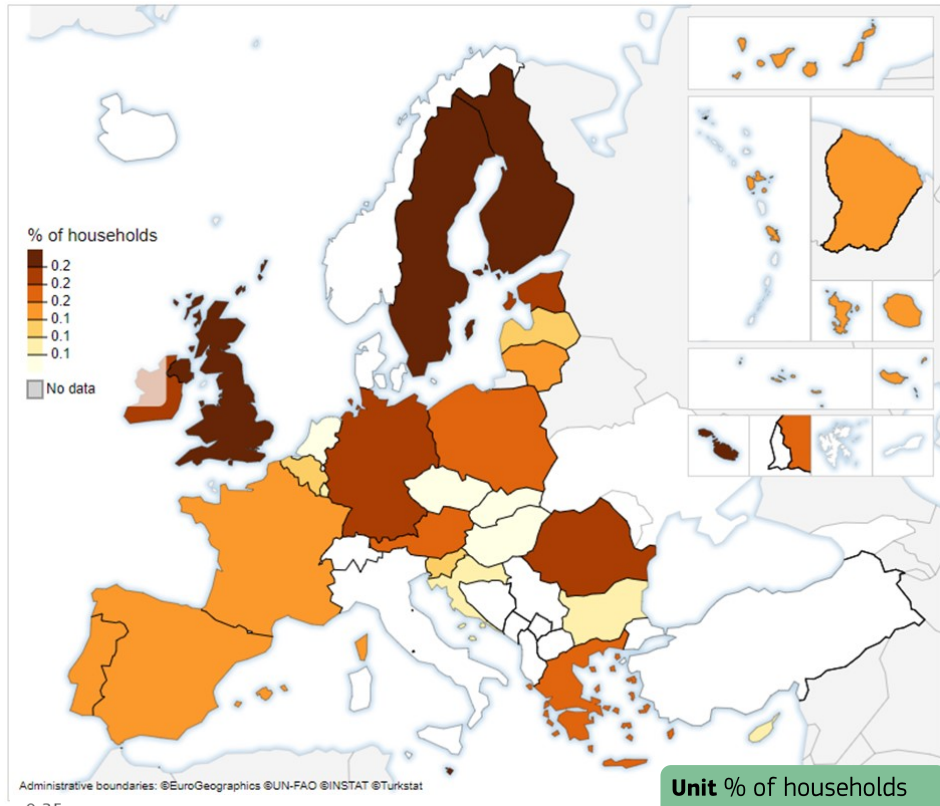 % of households
0.2
0.2
0.2
0.1
0.1
0.1
No data
Administrative boundaries: ©EuroGeographics ©UN-FAO ©INSTAT ©Turkstat
Unit % of households